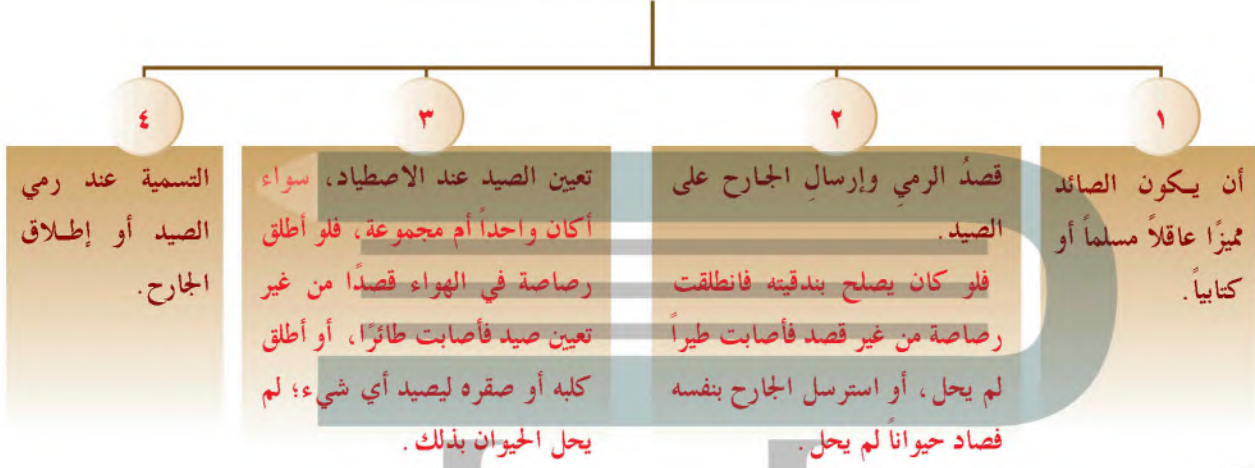 ١
أن يكون الصائد
مميزًا عاقلاً مسلماً أو
كتابياً.
٢
قصدُ الرميِ وإرسالِ الجارح على
الصيد.
فلو كان يصلح بندقيته فانطلقت
رصاصة من غير قصد فأصابت طيراً
لم يحل، أو استرسل الجارح بنفسه
فصاد حيواناً لم يحل.
٣
تعيين الصيد عند الاصطياد، سواء
أكان واحداً أم مجموعة، فلو أطلق
رصاصة في الهواء قصدًا من غير
تعيين صيد فأصابت طائرًا، أو أطلق
كلبه أو صقره ليصيد أي شيء؛ لم
يحل الحيوان بذلك.
٤
التسمية عند رمي
الصيد أو إطلاق
الجارح.